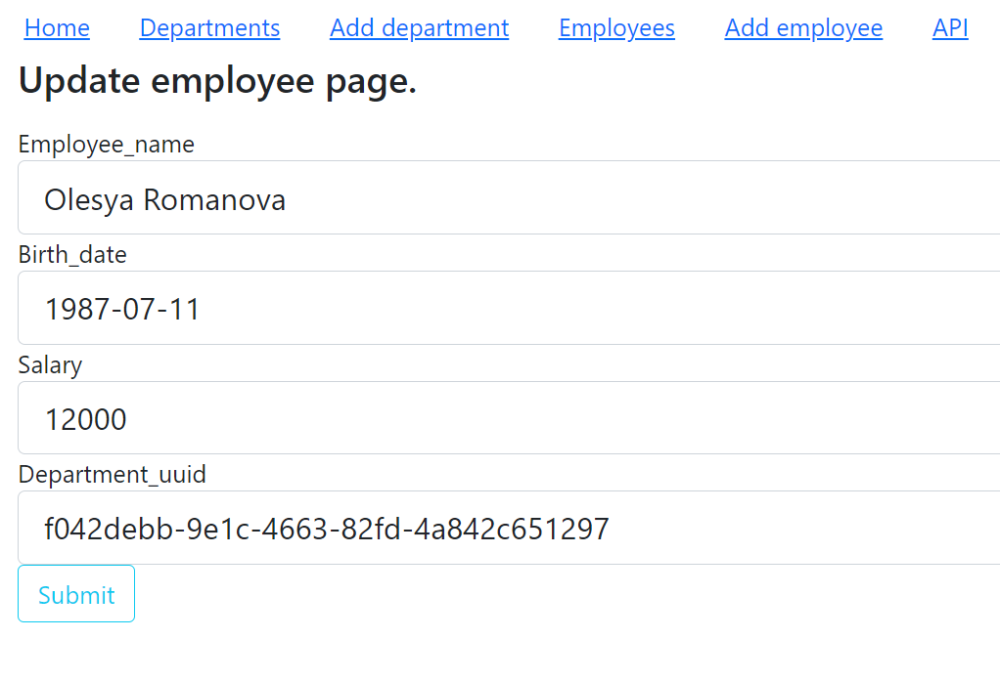 Home Departments Add department Employees Add employee API
Update employee page.
Employee_name
Olesya Romanova
Birth_date
1987-07-11
Salary
12000
Department_uuid
f042debb-9e1c-4663-82fd-4a842c651297
Submit